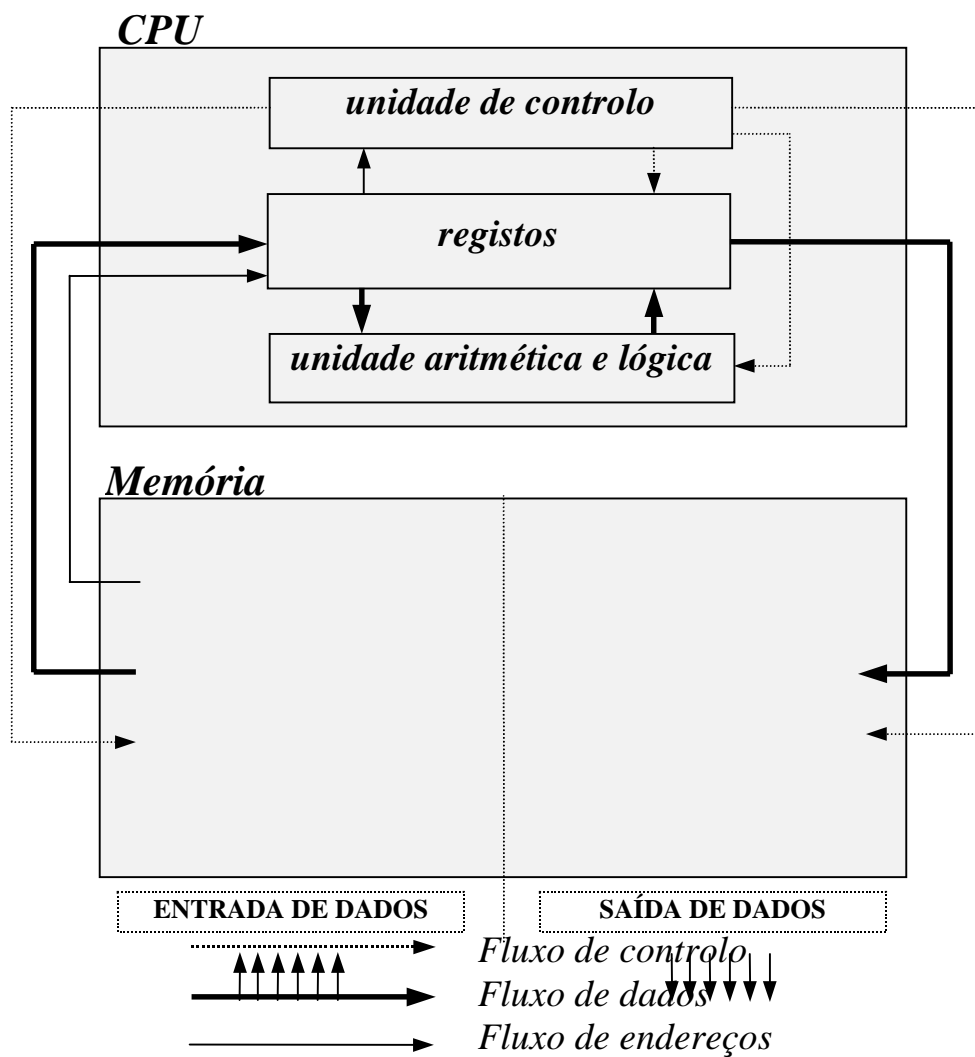 CPU
unidade de controlo
registos
unidade aritmética e lógica
Memória
ENTRADA DE DADOS
SAÍDA DE DADOS
Fluxo de controlo
Fluxo de dados
Fluxo de endereços